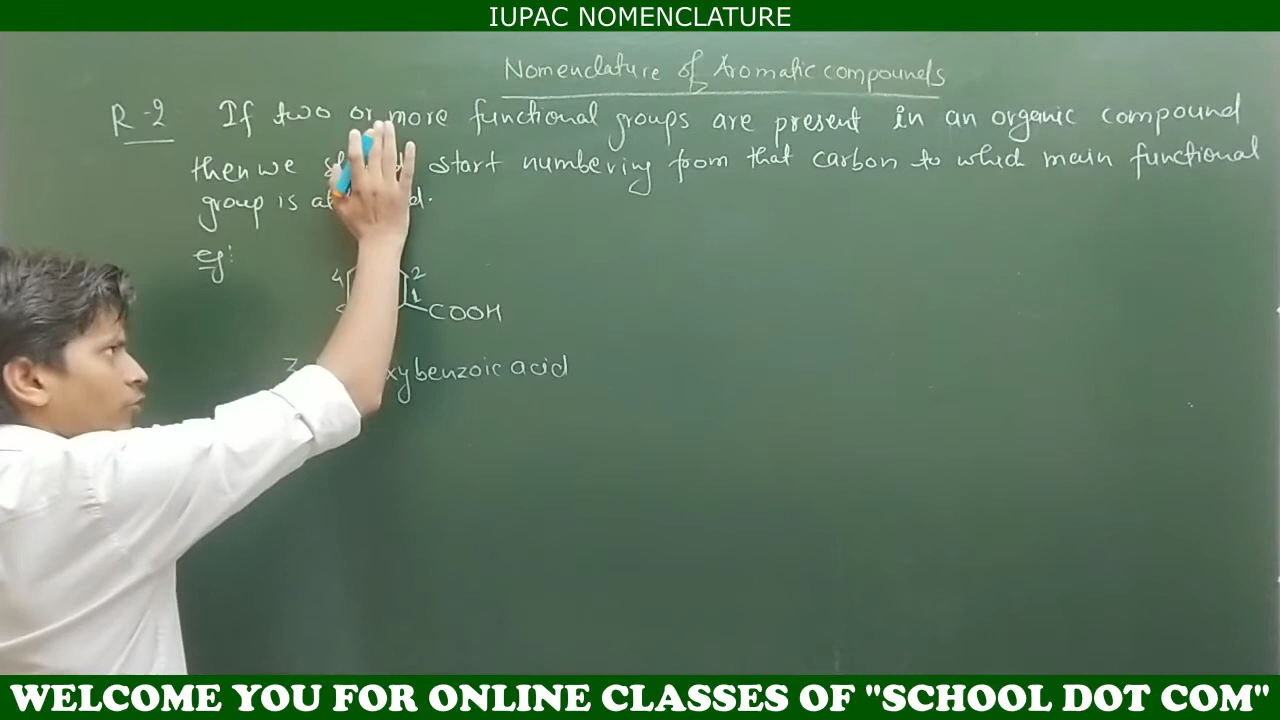 IUPAC NOMENCLATURE
Nomenclature of Aromatic compounds
R-2 If two or more functional groups are present in an organic compound
then we start numbering from that carbon to which main functional
group is
eg:
4 2
1
COOH
3 xybenzoic acid
WELCOME YOU FOR ONLINE CLASSES OF "SCHOOL DOT COM"